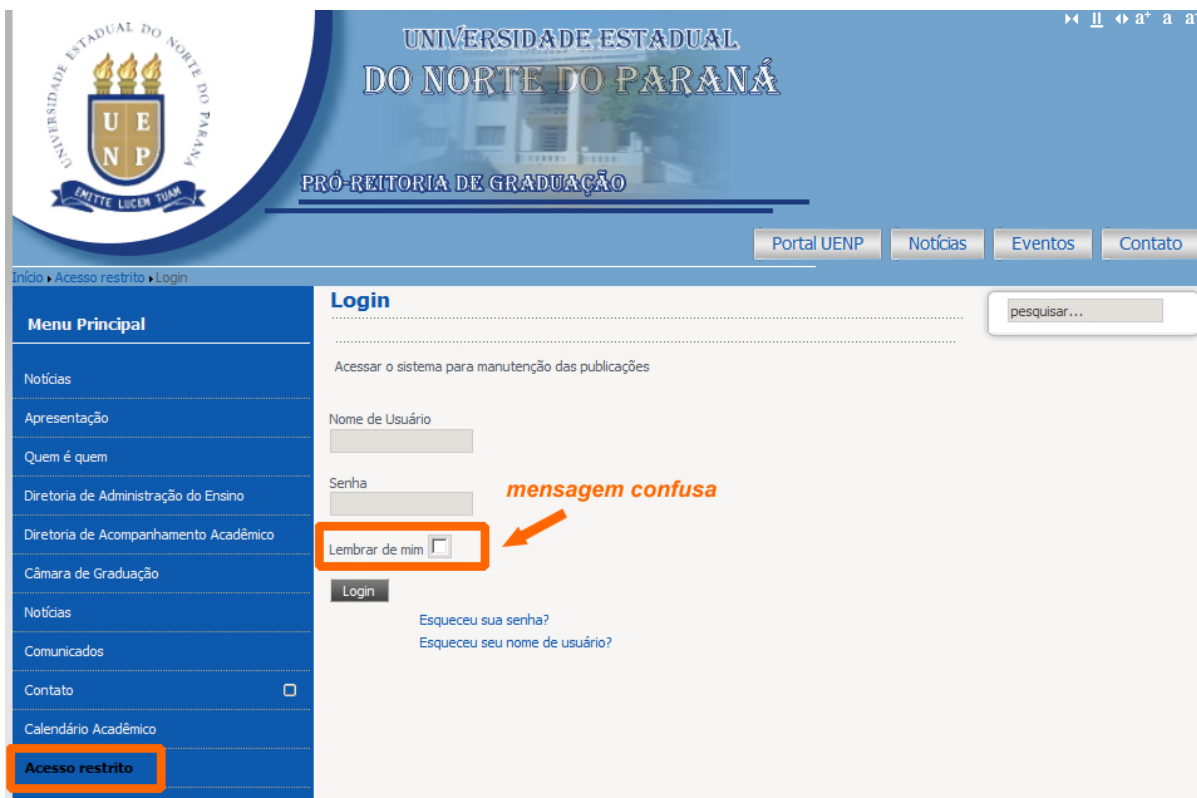 UNIVERSIDADE ESTADUAL DO NORTE DO PARANÁ
U E
N P
EMITTE LUCEM TUAM
UNIVERSIDADE ESTADUAL
DO NORTE DO PARANÁ
PRÓ-REITORIA DE GRADUAÇÃO
a+ a a
Portal UENP Notícias Eventos Contato
Início Acesso restrito Login
Menu Principal
Notícias
Apresentação
Quem é quem
Diretoria de Administração do Ensino
Diretoria de Acompanhamento Acadêmico
Câmara de Graduação
Notícias
Comunicados
Contato
Calendário Acadêmico
Acesso restrito
Login
Acessar o sistema para manutenção das publicações
Nome de Usuário
Senha
mensagem confusa
Lembrar de mim
Login
Esqueceu sua senha?
Esqueceu seu nome de usuário?
pesquisar...